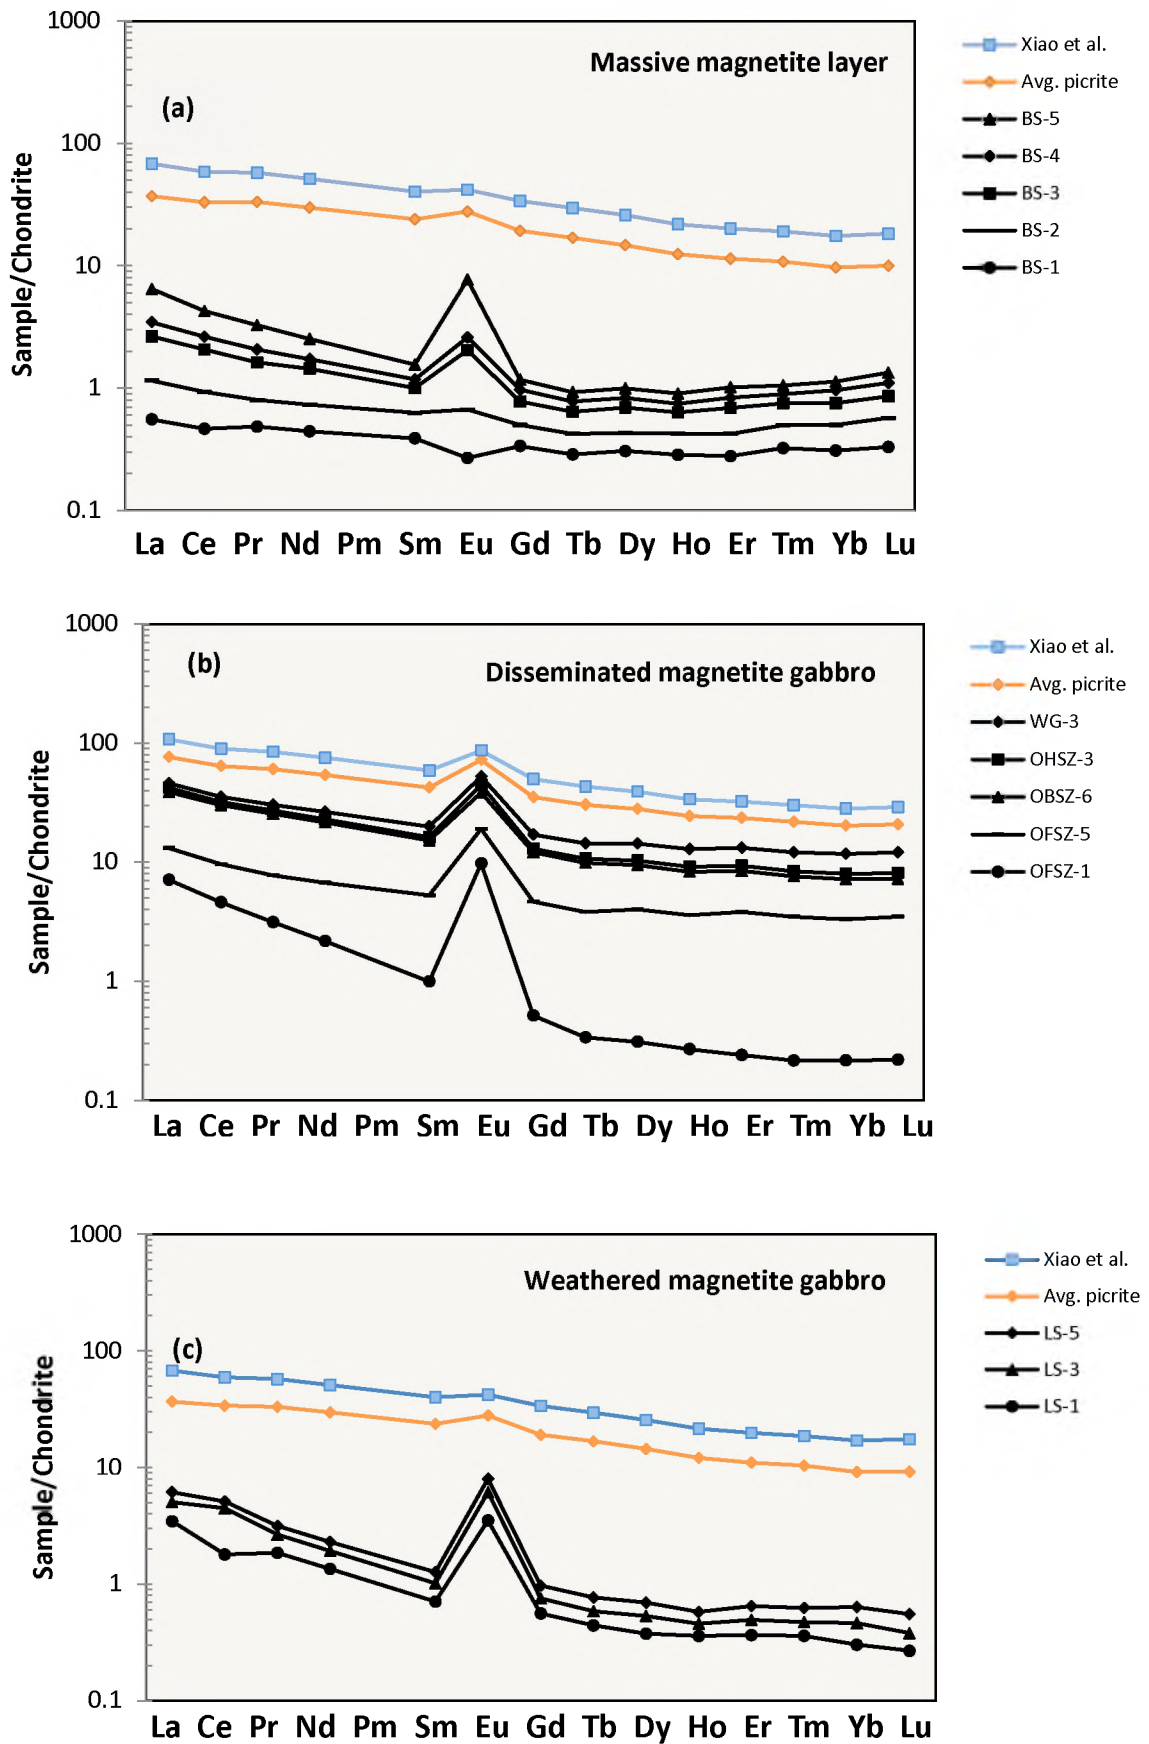 1000
100
10
1
0.1
Sample/Chondrite
(a)
Massive magnetite layer
La Ce Pr Nd Pm Sm Eu Gd Tb Dy Ho Er Tm Yb Lu
Xiao et al.
Avg. picrite
BS-5
BS-4
BS-3
BS-2
BS-1
1000
100
10
1
0.1
Sample/Chondrite
(b)
Disseminated magnetite gabbro
La Ce Pr Nd Pm Sm Eu Gd Tb Dy Ho Er Tm Yb Lu
Xiao et al.
Avg. picrite
WG-3
OHSZ-3
OBSZ-6
OFSZ-5
OFSZ-1
1000
100
10
1
0.1
Sample/Chondrite
(c)
Weathered magnetite gabbro
La Ce Pr Nd Pm Sm Eu Gd Tb Dy Ho Er Tm Yb Lu
Xiao et al.
Avg. picrite
LS-5
LS-3
LS-1